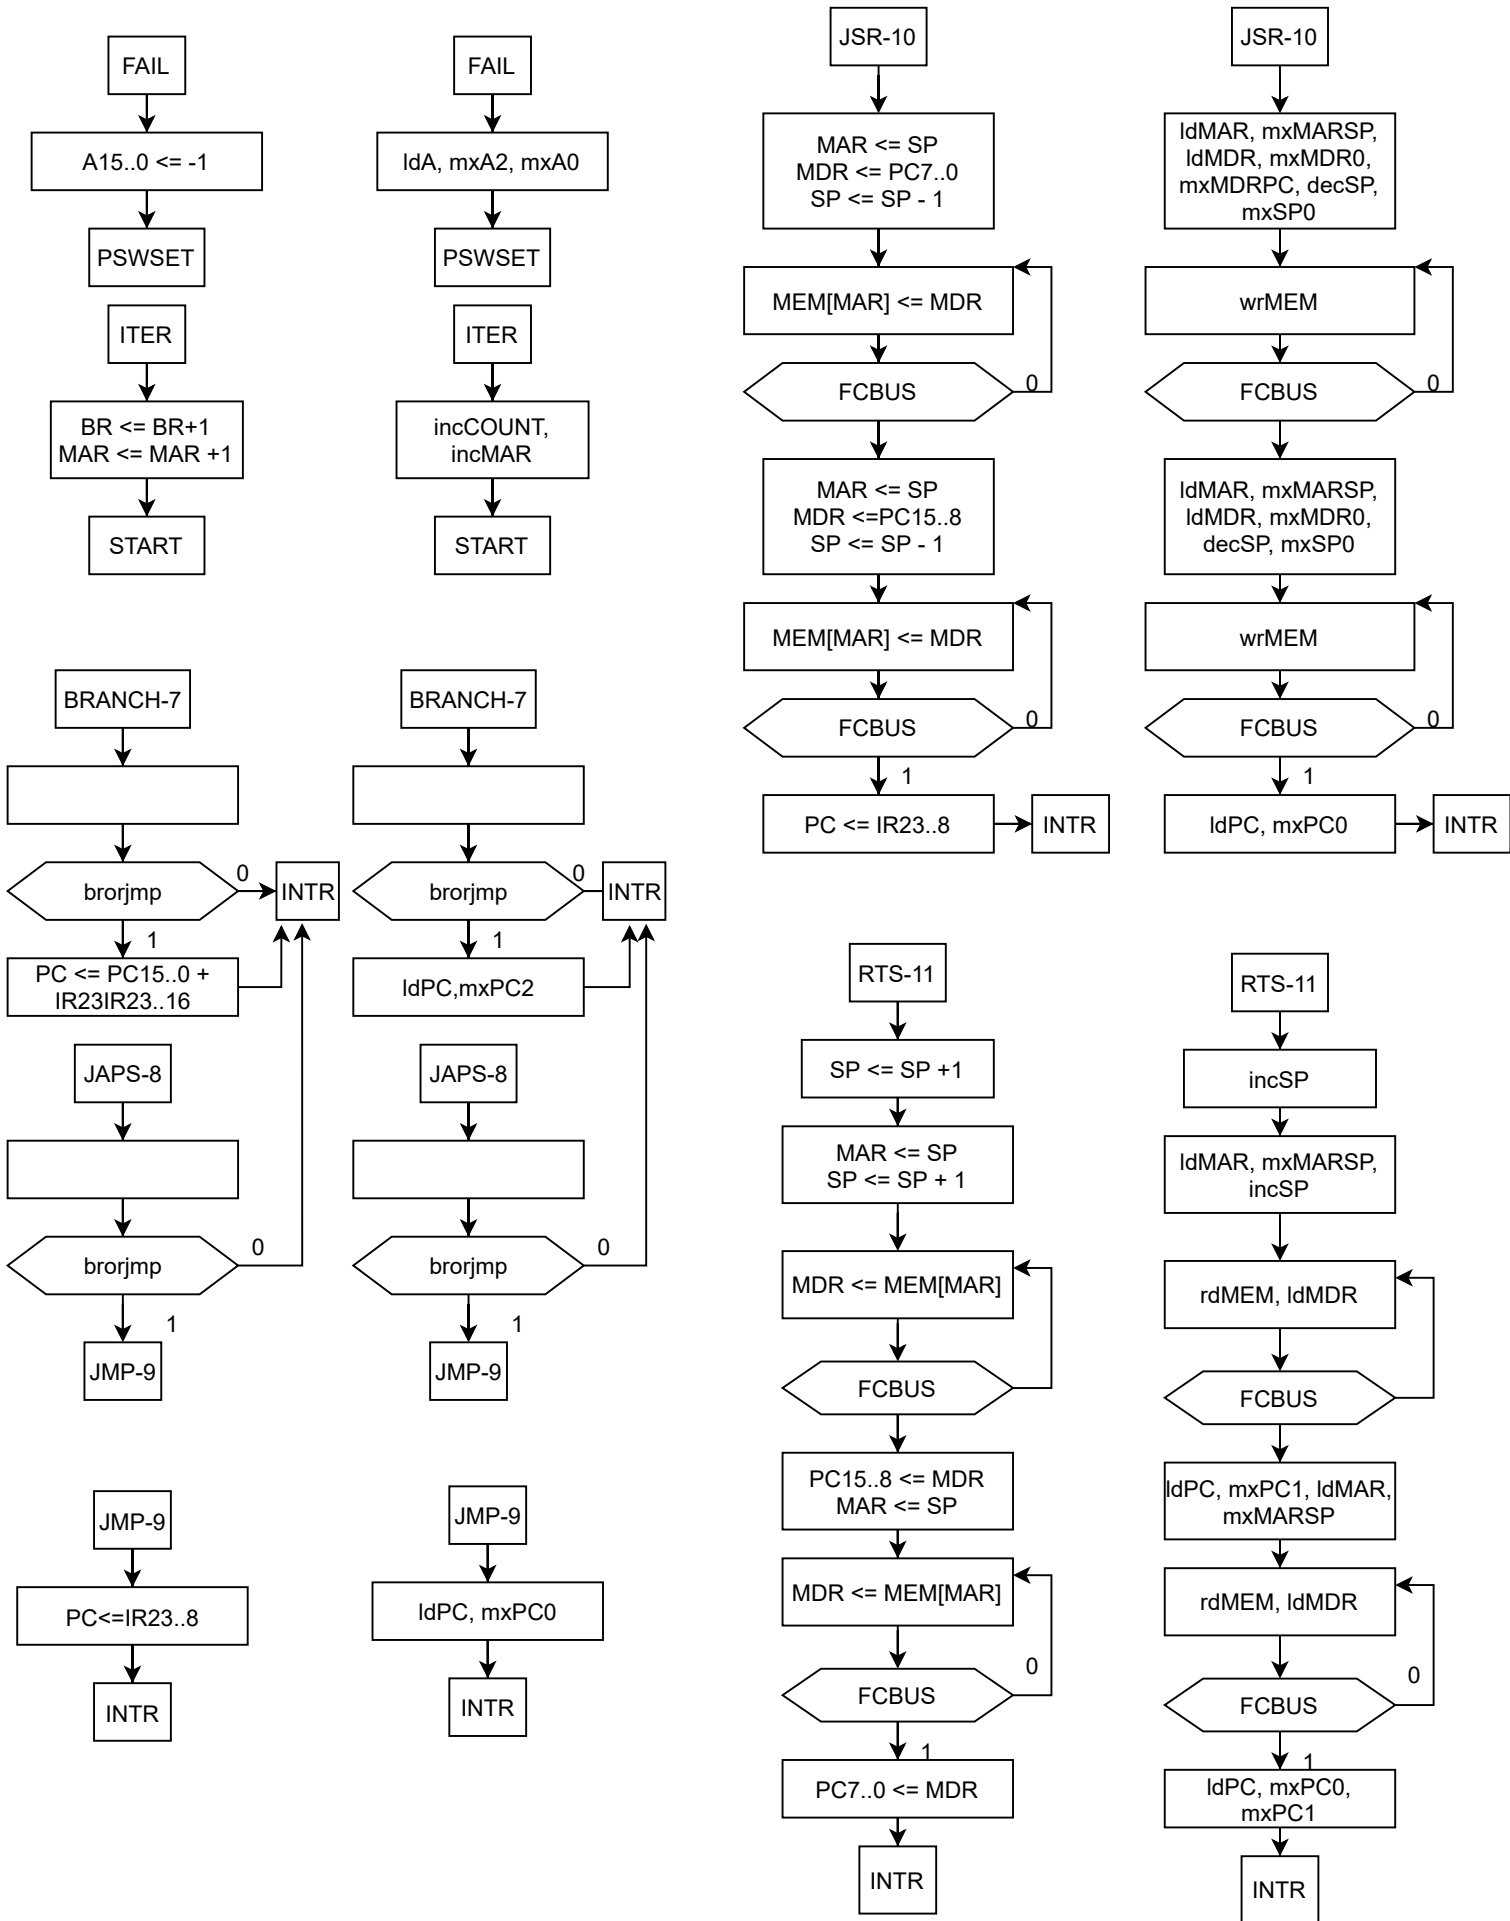 FAIL
A15..0 <= -1
PSWSET
ITER
BR <= BR+1
MAR <= MAR +1
START
FAIL
ldA, mxA2, mxA0
PSWSET
ITER
incCOUNT,
incMAR
START
BRANCH-7
brorjmp
0
INTR
1
PC <= PC15..0 +
IR23IR23..16
JAPS-8
brorjmp
0
1
JMP-9
BRANCH-7
brorjmp
0
INTR
1
ldPC,mxPC2
JAPS-8
brorjmp
0
1
JMP-9
JMP-9
PC<=IR23..8
INTR
JMP-9
ldPC, mxPC0
INTR
JSR-10
MAR <= SP
MDR <= PC7..0
SP <= SP - 1
MEM[MAR] <= MDR
FCBUS
0
MAR <= SP
MDR <=PC15..8
SP <= SP - 1
MEM[MAR] <= MDR
FCBUS
0
1
PC <= IR23..8
INTR
JSR-10
ldMAR, mxMARSP,
ldMDR, mxMDR0,
mxMDRPC, decSP,
mxSP0
wrMEM
FCBUS
0
ldMAR, mxMARSP,
ldMDR, mxMDR0,
decSP, mxSP0
wrMEM
FCBUS
0
1
ldPC, mxPC0
INTR
RTS-11
SP <= SP +1
MAR <= SP
SP <= SP + 1
MDR <= MEM[MAR]
FCBUS
PC15..8 <= MDR
MAR <= SP
MDR <= MEM[MAR]
0
FCBUS
1
PC7..0 <= MDR
INTR
RTS-11
incSP
ldMAR, mxMARSP,
incSP
rdMEM, ldMDR
FCBUS
ldPC, mxPC1, ldMAR,
mxMARSP
rdMEM, ldMDR
0
FCBUS
1
ldPC, mxPC0,
mxPC1
INTR